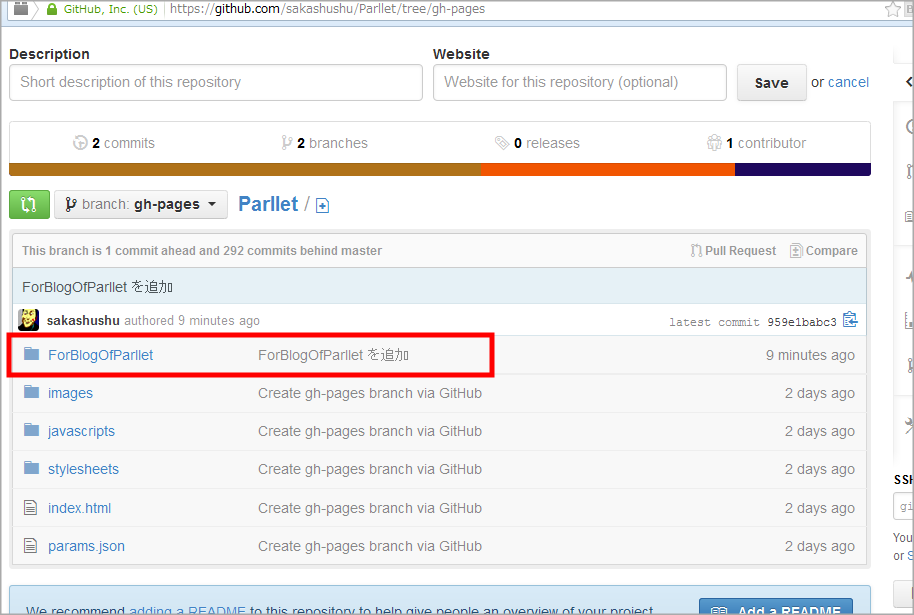 GitHub, Inc. (US) https://github.com/sakashushu/Parllet/tree/gh-pages
Description Website
Short description of this repository Website for this repository (optional) Save or cancel
2 commits 2 branches 0 releases 1 contributor
branch: gh-pages Parllet /
This branch is 1 commit ahead and 292 commits behind master Pull Request Compare
ForBlogOfParllet を追加
sakashushu authored 9 minutes ago latest commit 959e1babc3
ForBlogOfParllet ForBlogOfParllet を追加 9 minutes ago
images Create gh-pages branch via GitHub 2 days ago
javascripts Create gh-pages branch via GitHub 2 days ago
stylesheets Create gh-pages branch via GitHub 2 days ago
SSH
index.html Create gh-pages branch via GitHub 2 days ago
gi
You
params.json Create gh-pages branch via GitHub 2 days ago
or S
We recommend adding a README to this repository to help give people an overview of your project. Add a README